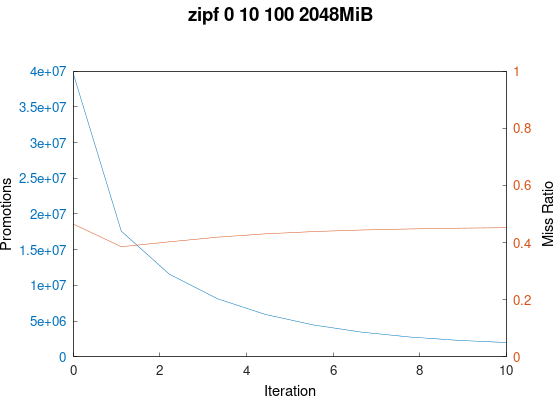 zipf 0 10 100 2048MiB
4e+07
3.5e+07
3e+07
2.5e+07
2e+07
1.5e+07
1e+07
5e+06
0
Promotions
1
0.8
0.6
0.4
0.2
0
Miss Ratio
0 2 4 6 8 10
Iteration